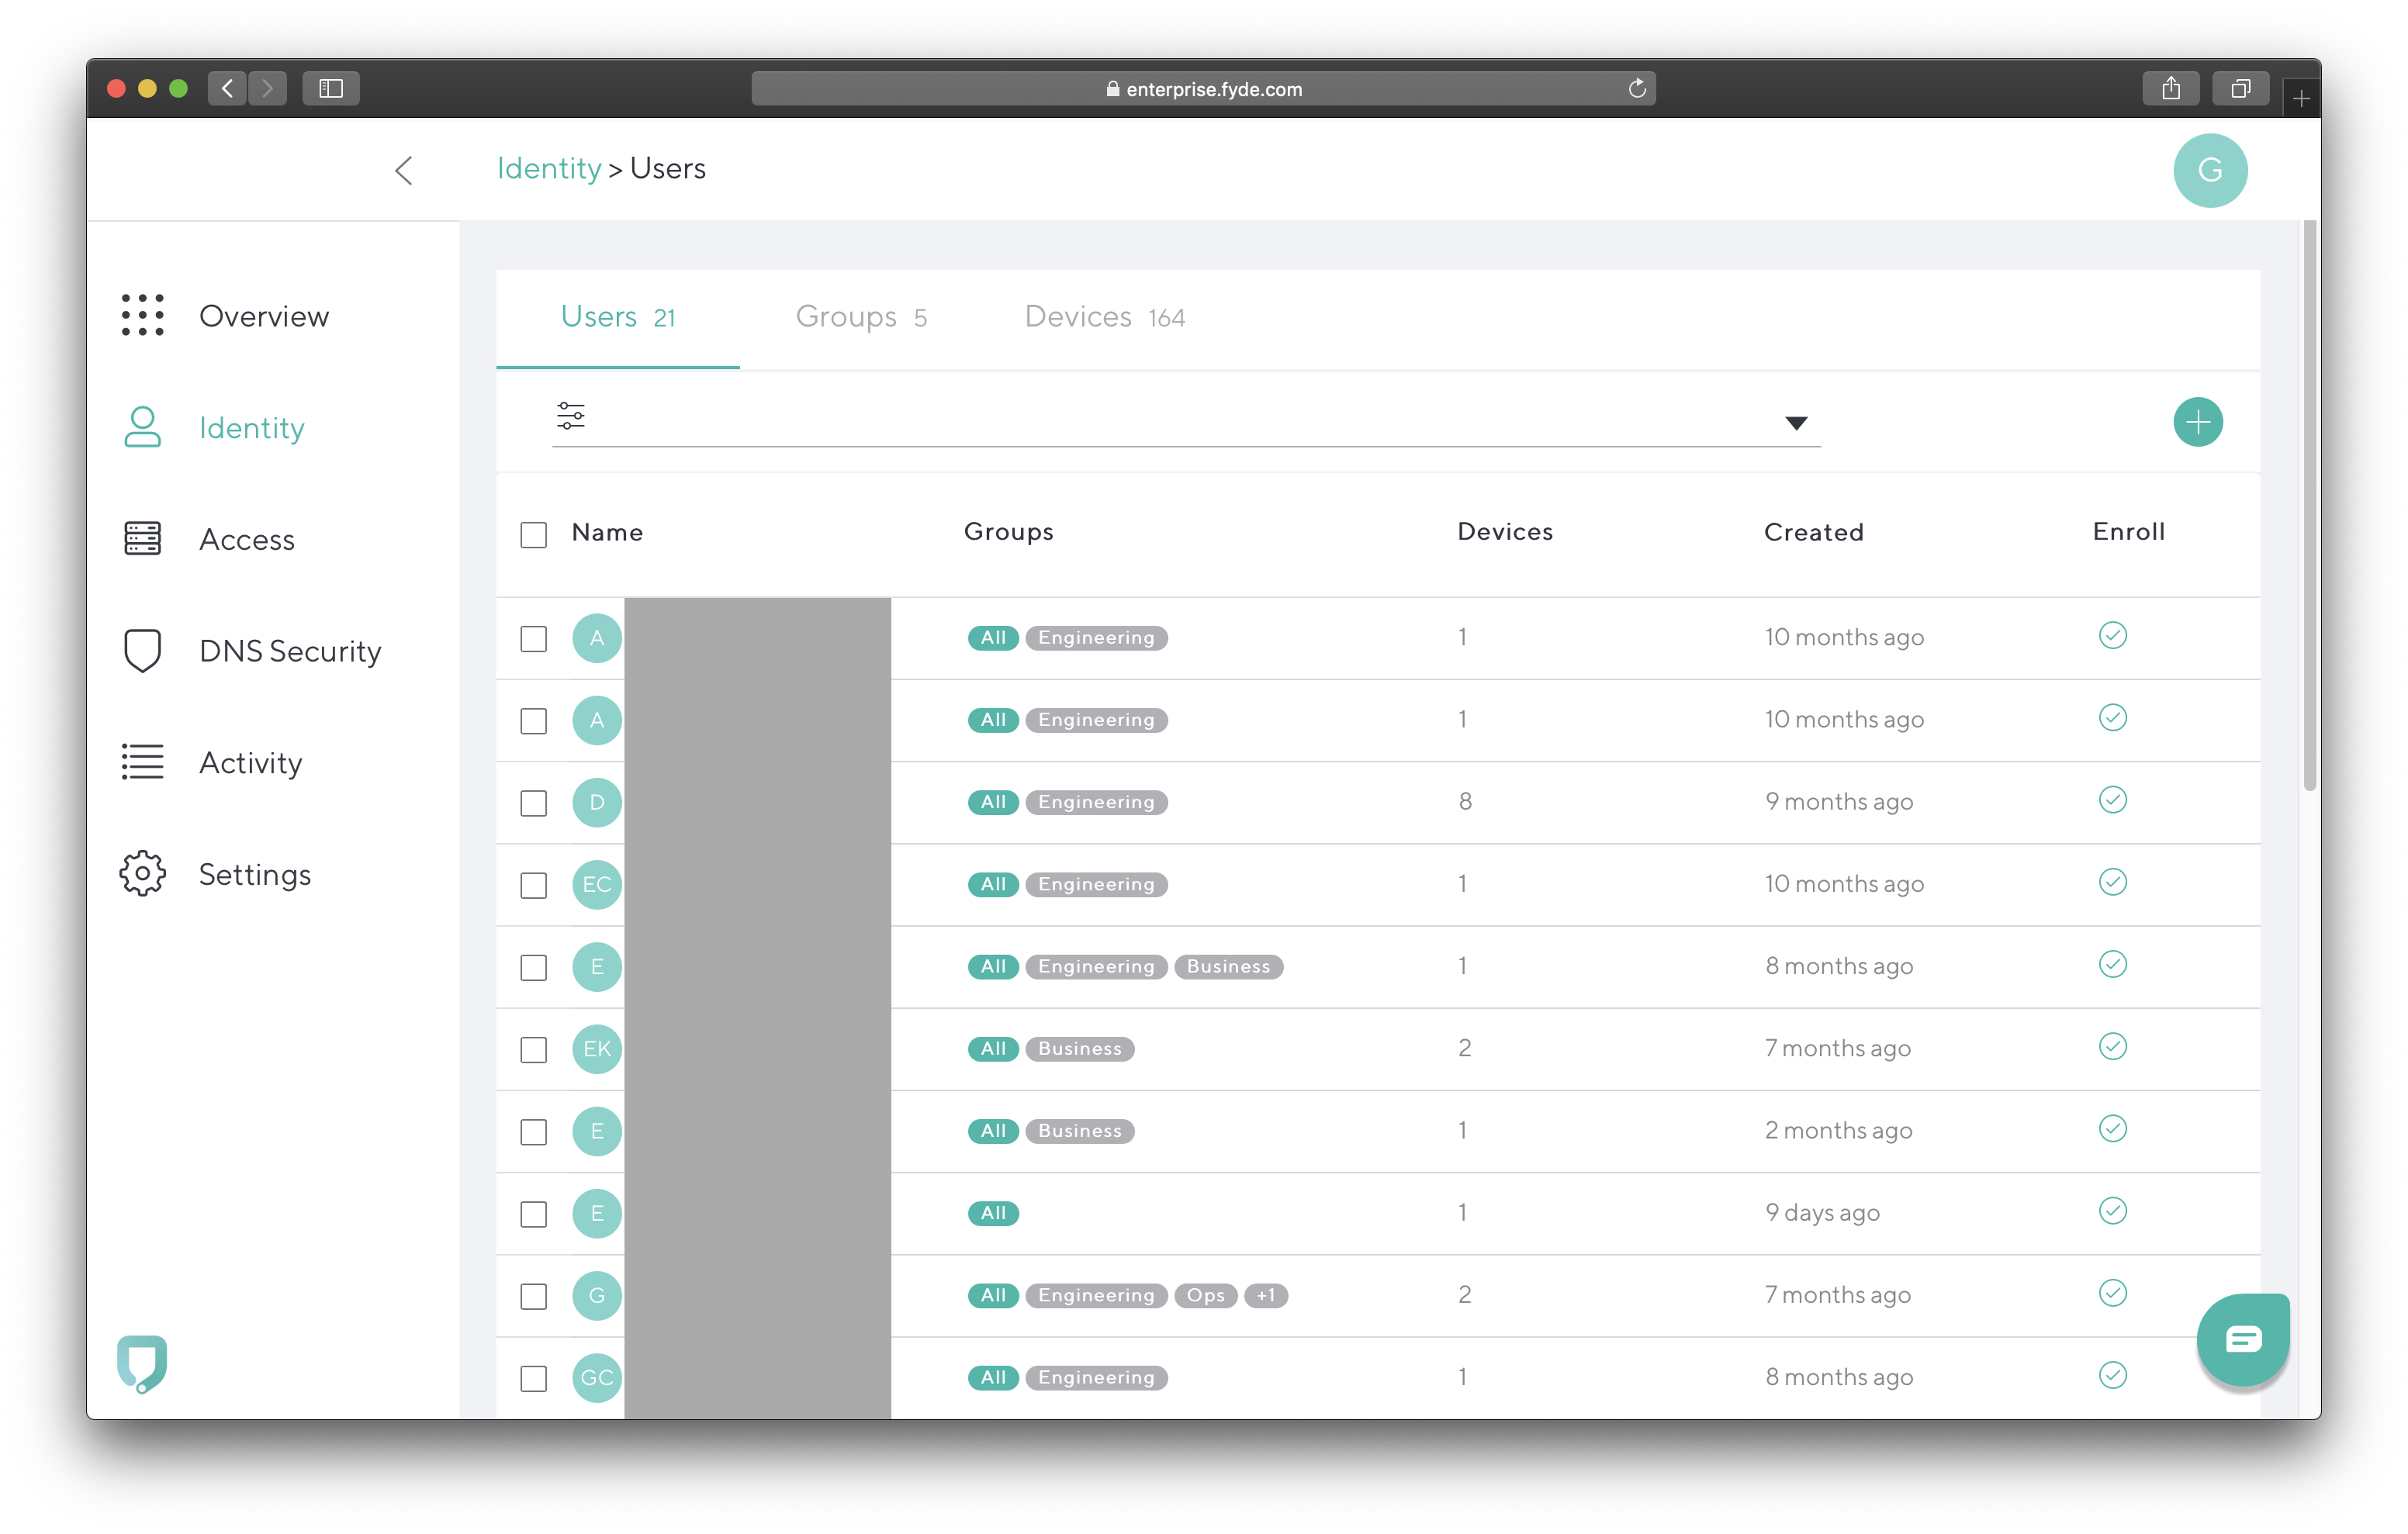 enterprise.fyde.com
Identity > Users
G
Overview
Identity
Access
DNS Security
Activity
Settings
Users 21 Groups 5 Devices 164
Name Groups Devices Created Enroll
A All Engineering 1 10 months ago
A All Engineering 1 10 months ago
D All Engineering 8 9 months ago
EC All Engineering 1 10 months ago
E All Engineering Business 1 8 months ago
EK All Business 2 7 months ago
E All Business 1 2 months ago
E All 1 9 days ago
G All Engineering Ops +1 2 7 months ago
GC All Engineering 1 8 months ago